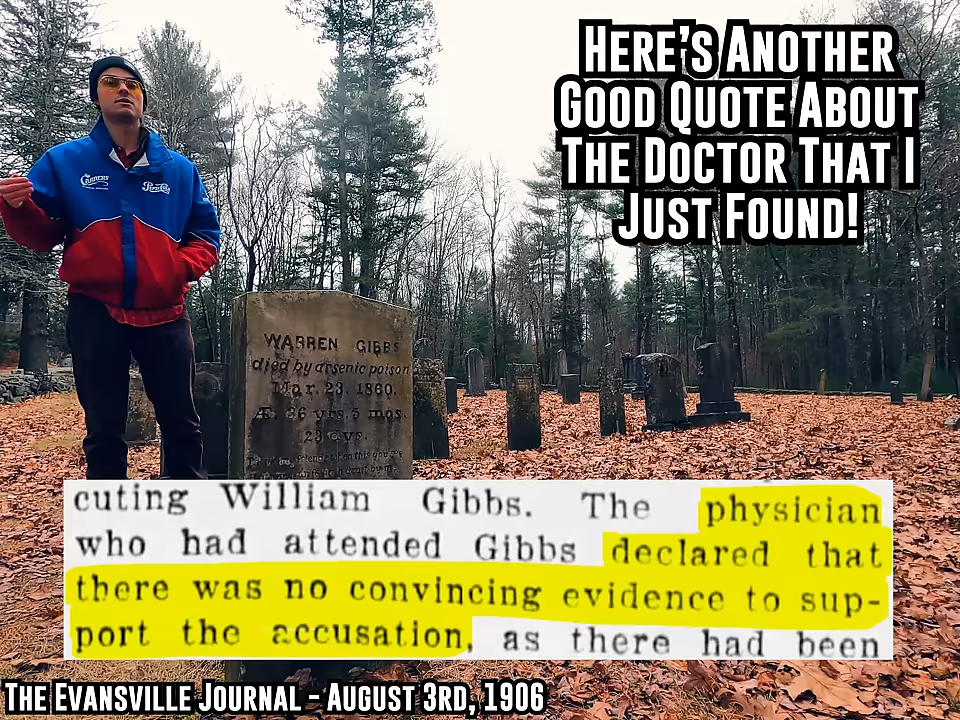 Here's Another
Good Quote About
The Doctor That I
Just Found!
WARREN GIBBS
died by arsenic poison
Mar. 23. 1860.
Æ. 36 yrs. 5 mos.
23 dys.
cuting William Gibbs. The physician
who had attended Gibbs declared that
there was no convincing evidence to sup-
port the accusation, as there had been
The Evansville Journal - August 3rd, 1906